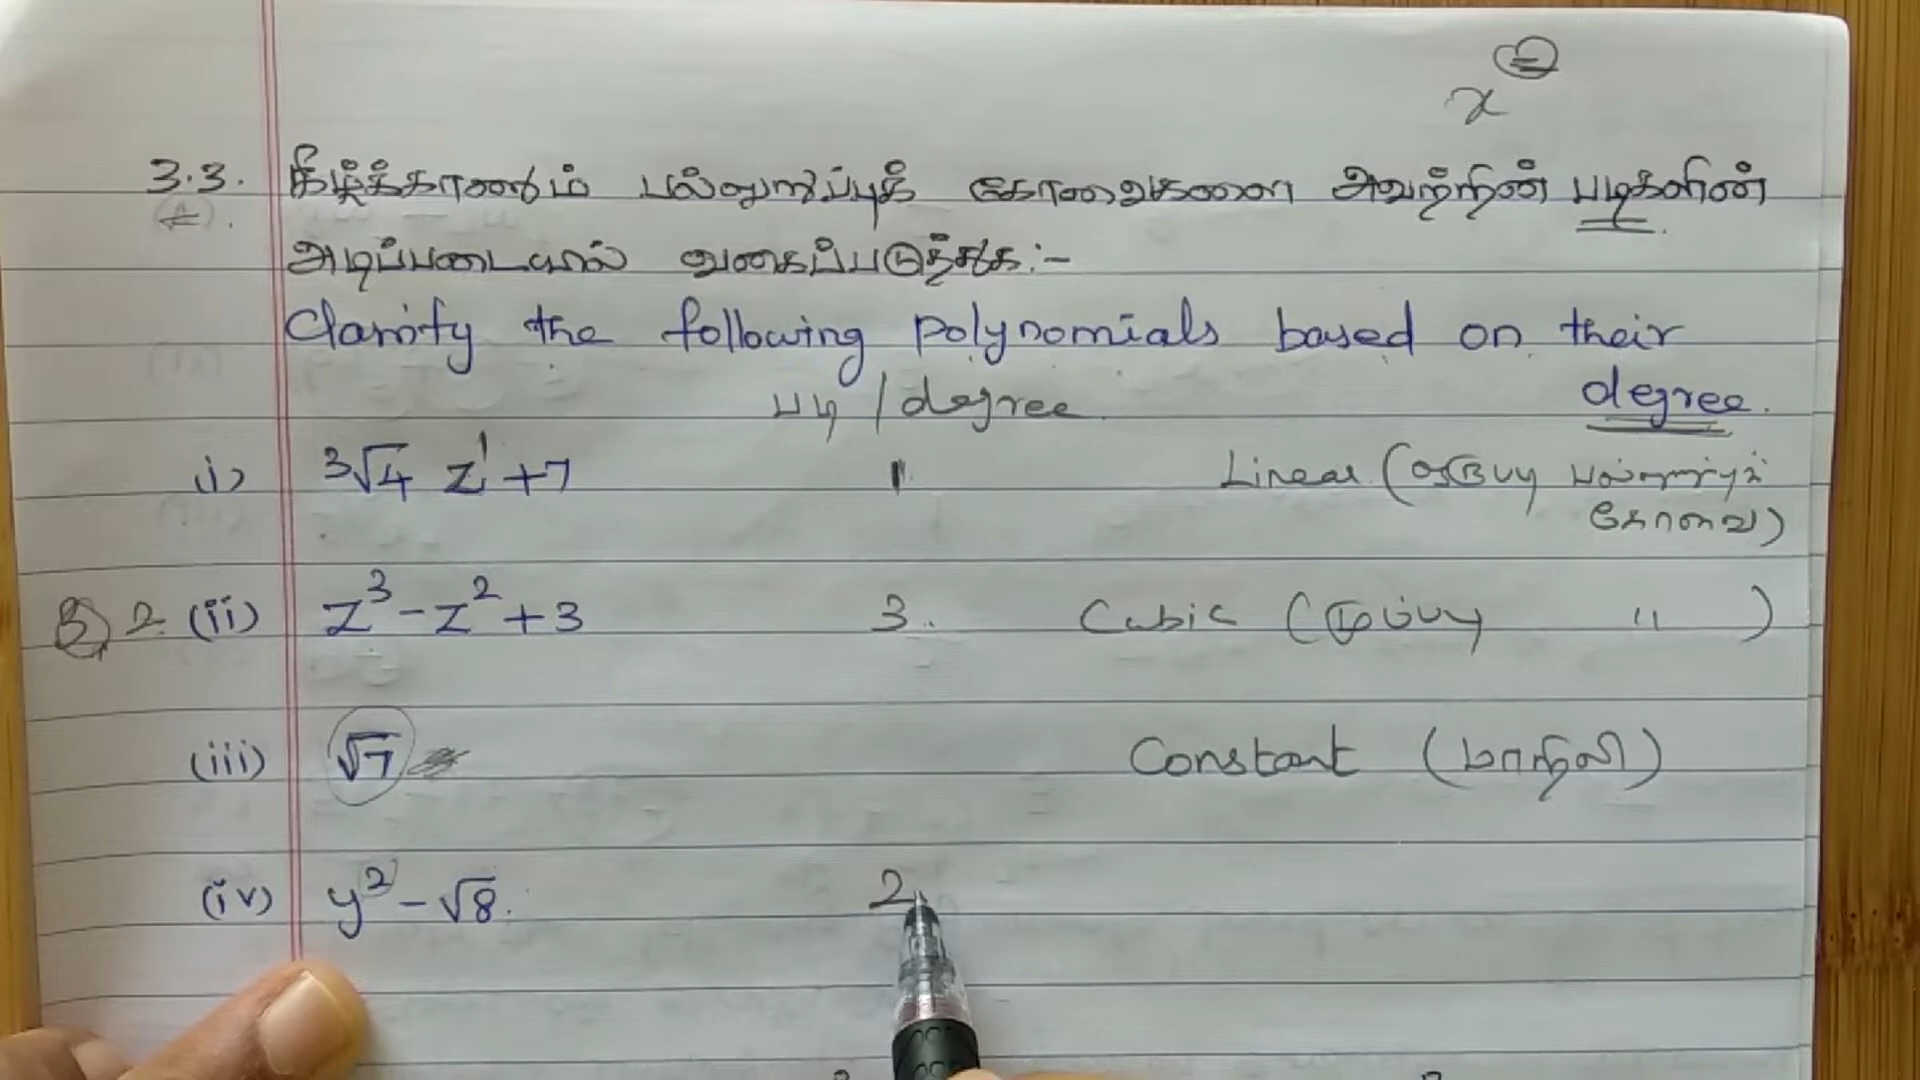 x
3.3. கீழ்க்காணும் பல்லுறுப்புக் கோவைகளை அவற்றின் படிகளின்
அடிப்படையில் வகைப்படுத்துக:-
Clarify the following polynomials based on their
degree.
படி / degree
(i) ³√4 z¹ + 7 1 Linear (ஒருபடி பல்லுறுப்புக்
கோவை)
3, 2 (ii) z³ - z² + 3 3. Cubic (முப்படி " )
(iii) √7 Constant (மாறிலி)
(iv) y² - √8. 2